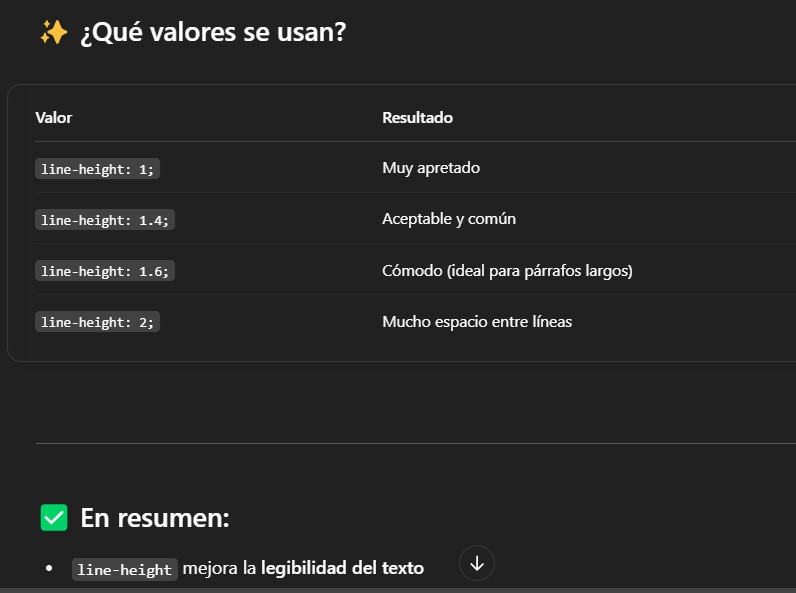 ✨ ¿Qué valores se usan?
Valor Resultado
line-height: 1; Muy apretado
line-height: 1.4; Aceptable y común
line-height: 1.6; Cómodo (ideal para párrafos largos)
line-height: 2; Mucho espacio entre líneas
✅ En resumen:
• line-height mejora la legibilidad del texto